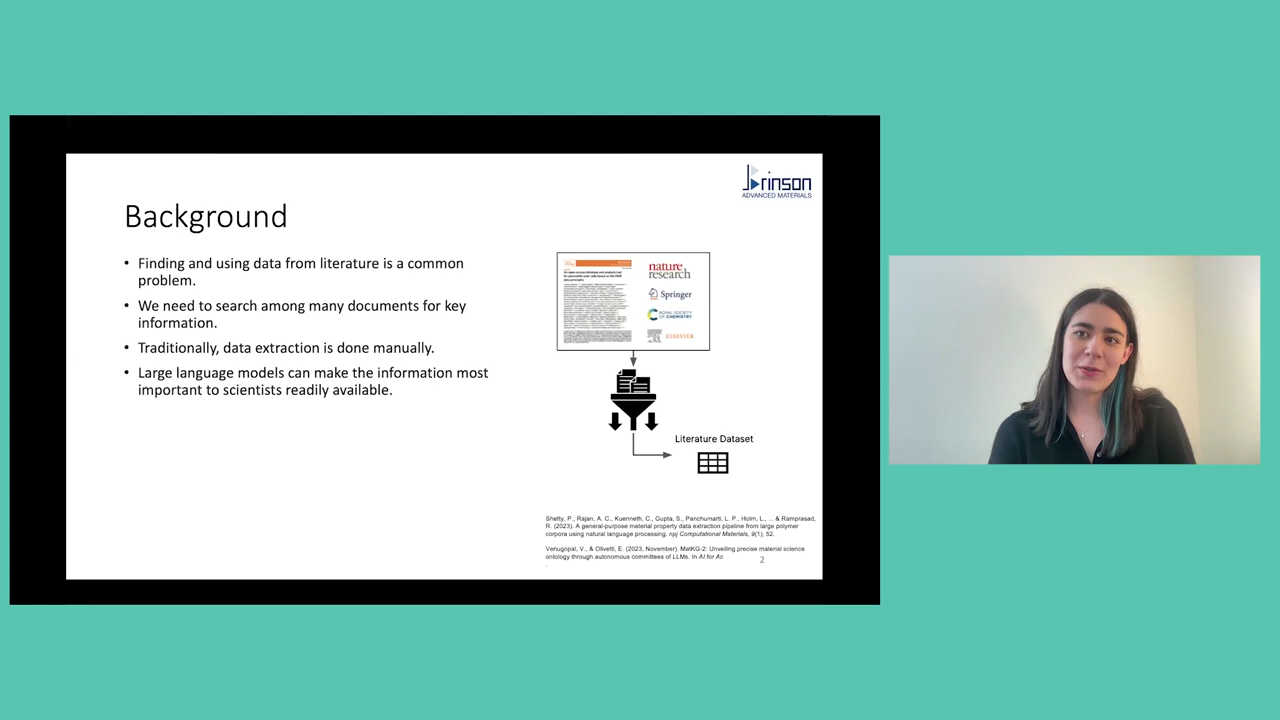 rinson
ADVANCED MATERIALS
Background
• Finding and using data from literature is a common
problem.
• We need to search among many documents for key
information.
• Traditionally, data extraction is done manually.
• Large language models can make the information most
important to scientists readily available.
nature
research
Springer
ROYAL SOCIETY
OF CHEMISTRY
ELSEVIER
Literature Dataset
Shetty, P., Rajan, A. C., Kuenneth, C., Gupta, S., Panchumarti, L. P., Holm, L., ... & Ramprasad,
R. (2023). A general-purpose material property data extraction pipeline from large polymer
corpora using natural language processing. npj Computational Materials, 9(1), 52.
Venugopal, V., & Olivetti, E. (2023, November). MatKG-2: Unveiling precise material science
ontology through autonomous committees of LLMs. In AI for Ac
.
2